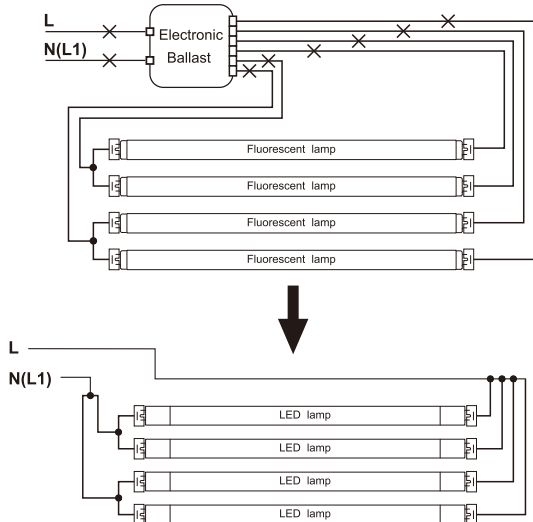 L
N(L1)
Electronic
Ballast
Fluorescent lamp
Fluorescent lamp
Fluorescent lamp
Fluorescent lamp
L
N(L1)
LED lamp
LED lamp
LED lamp
LED lamp